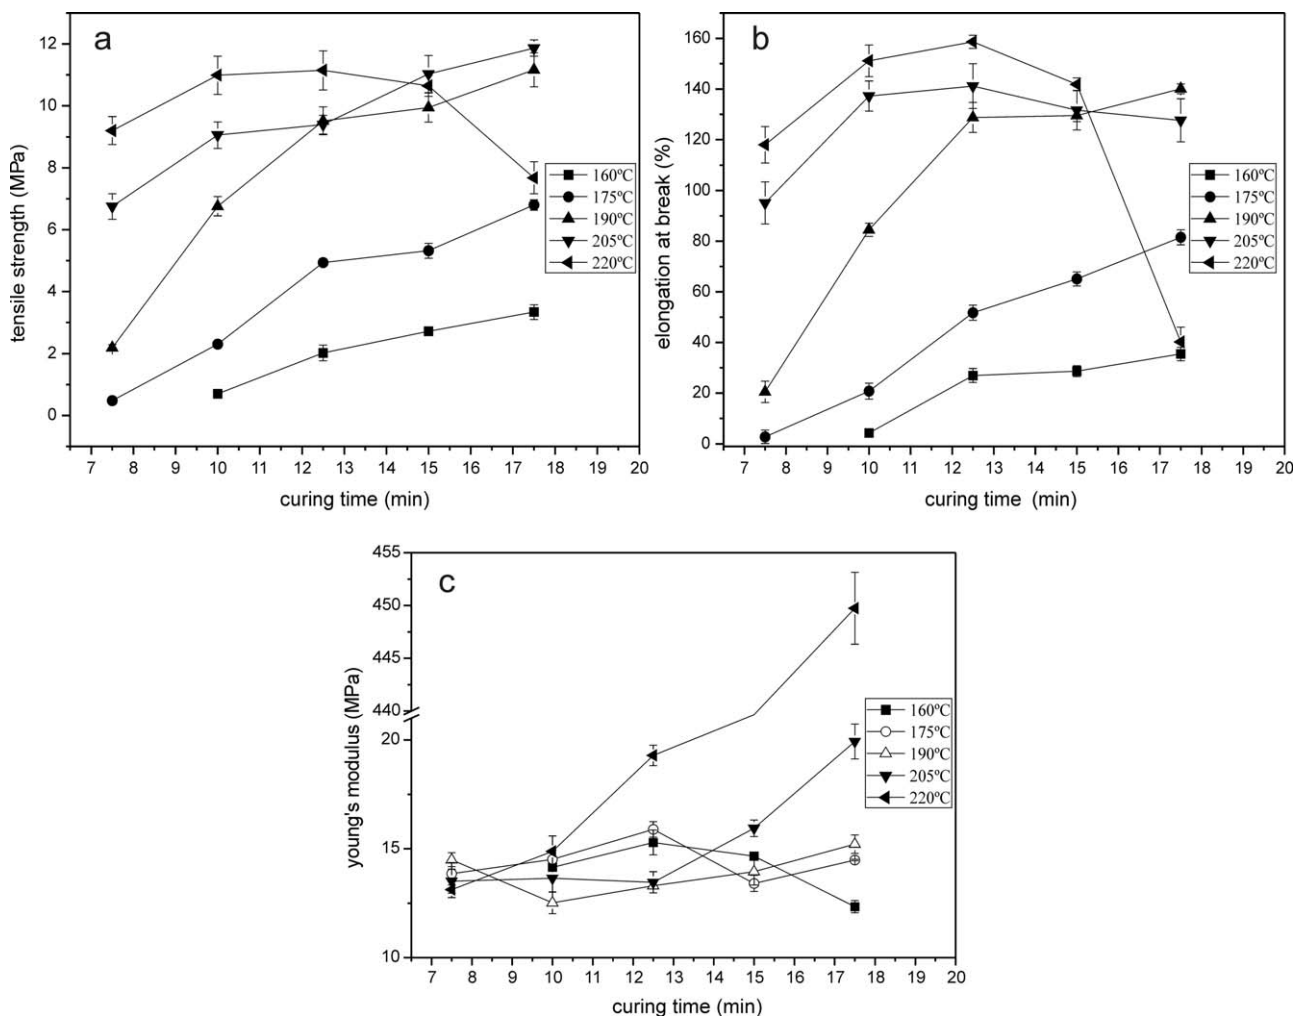 a
tensile strength (MPa)
12
10
8
6
4
2
0
7 8 9 10 11 12 13 15 16 17 18 19 20
curing time (min)
160ºC
175ºC
190ºC
205ºC
220ºC
b
elongation at break (%)
160
140
120
100
80
60
40
20
0
7 8 9 10 11 12 13 15 16 17 18 19 20
curing time (min)
160ºC
175ºC
190ºC
205ºC
220ºC
c
young's modulus (MPa)
455
450
445
440
20
15
10
7 8 9 10 11 12 13 14 15 16 17 18 19 20
curing time (min)
160ºC
175ºC
190ºC
205ºC
220ºC